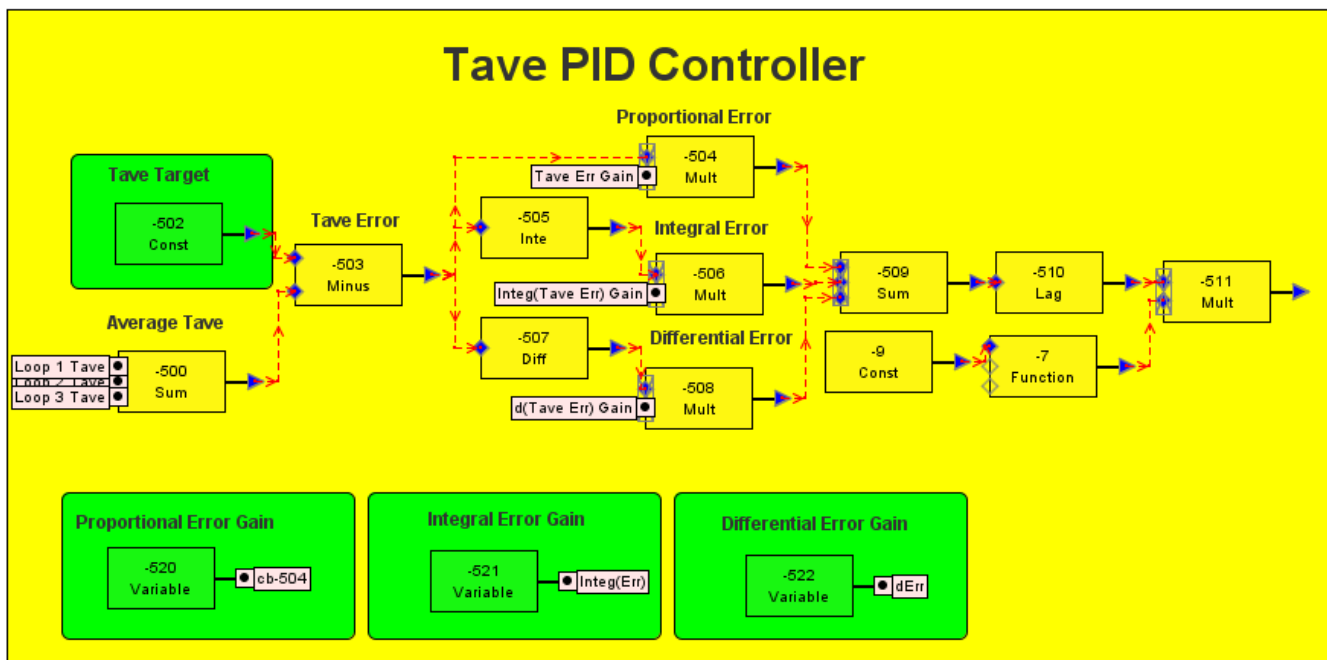 Tave PID Controller
Proportional Error
-504
Mult
Tave Err Gain
Tave Target
-502
Const
Tave Error
-503
Minus
-505
Inte
Integral Error
-506
Mult
Integ(Tave Err) Gain
-509
Sum
-510
Lag
-511
Mult
Average Tave
Loop 1 Tave
Loop 2 Tave
Loop 3 Tave
-500
Sum
-507
Diff
Differential Error
-508
Mult
d(Tave Err) Gain
-9
Const
-7
Function
Proportional Error Gain
-520
Variable
cb-504
Integral Error Gain
-521
Variable
Integ(Err)
Differential Error Gain
-522
Variable
dErr